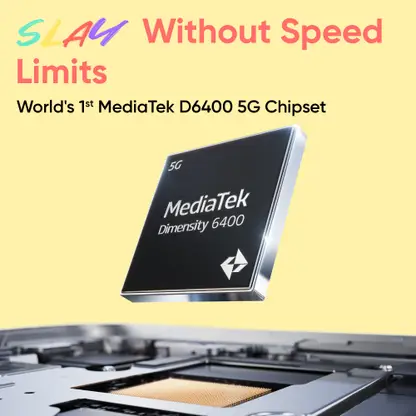 SLAY Without Speed
Limits
World's 1st MediaTek D6400 5G Chipset
5G
MediaTek
Dimensity 6400